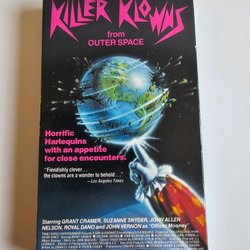 KILLER KLOWNS
from
OUTER SPACE
Horrific
Harlequins
with an appetite
for close encounters.
"Fiendishly clever.
the clowns are a wonder to behold..."
—Los Angeles Times
Starring GRANT CRAMER, SUZANNE SNYDER, JOHN ALLEN
NELSON, ROYAL DANO and JOHN VERNON as "Officer Mooney"